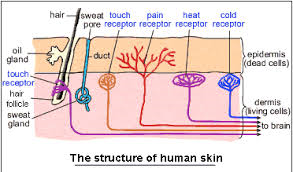 hair
sweat
pore
touch
receptor
pain
receptor
heat
receptor
cold
receptor
oil
gland
duct
epidermis
(dead cells)
touch
receptor
hair
follicle
sweat
gland
dermis
(living cells)
to brain
The structure of human skin